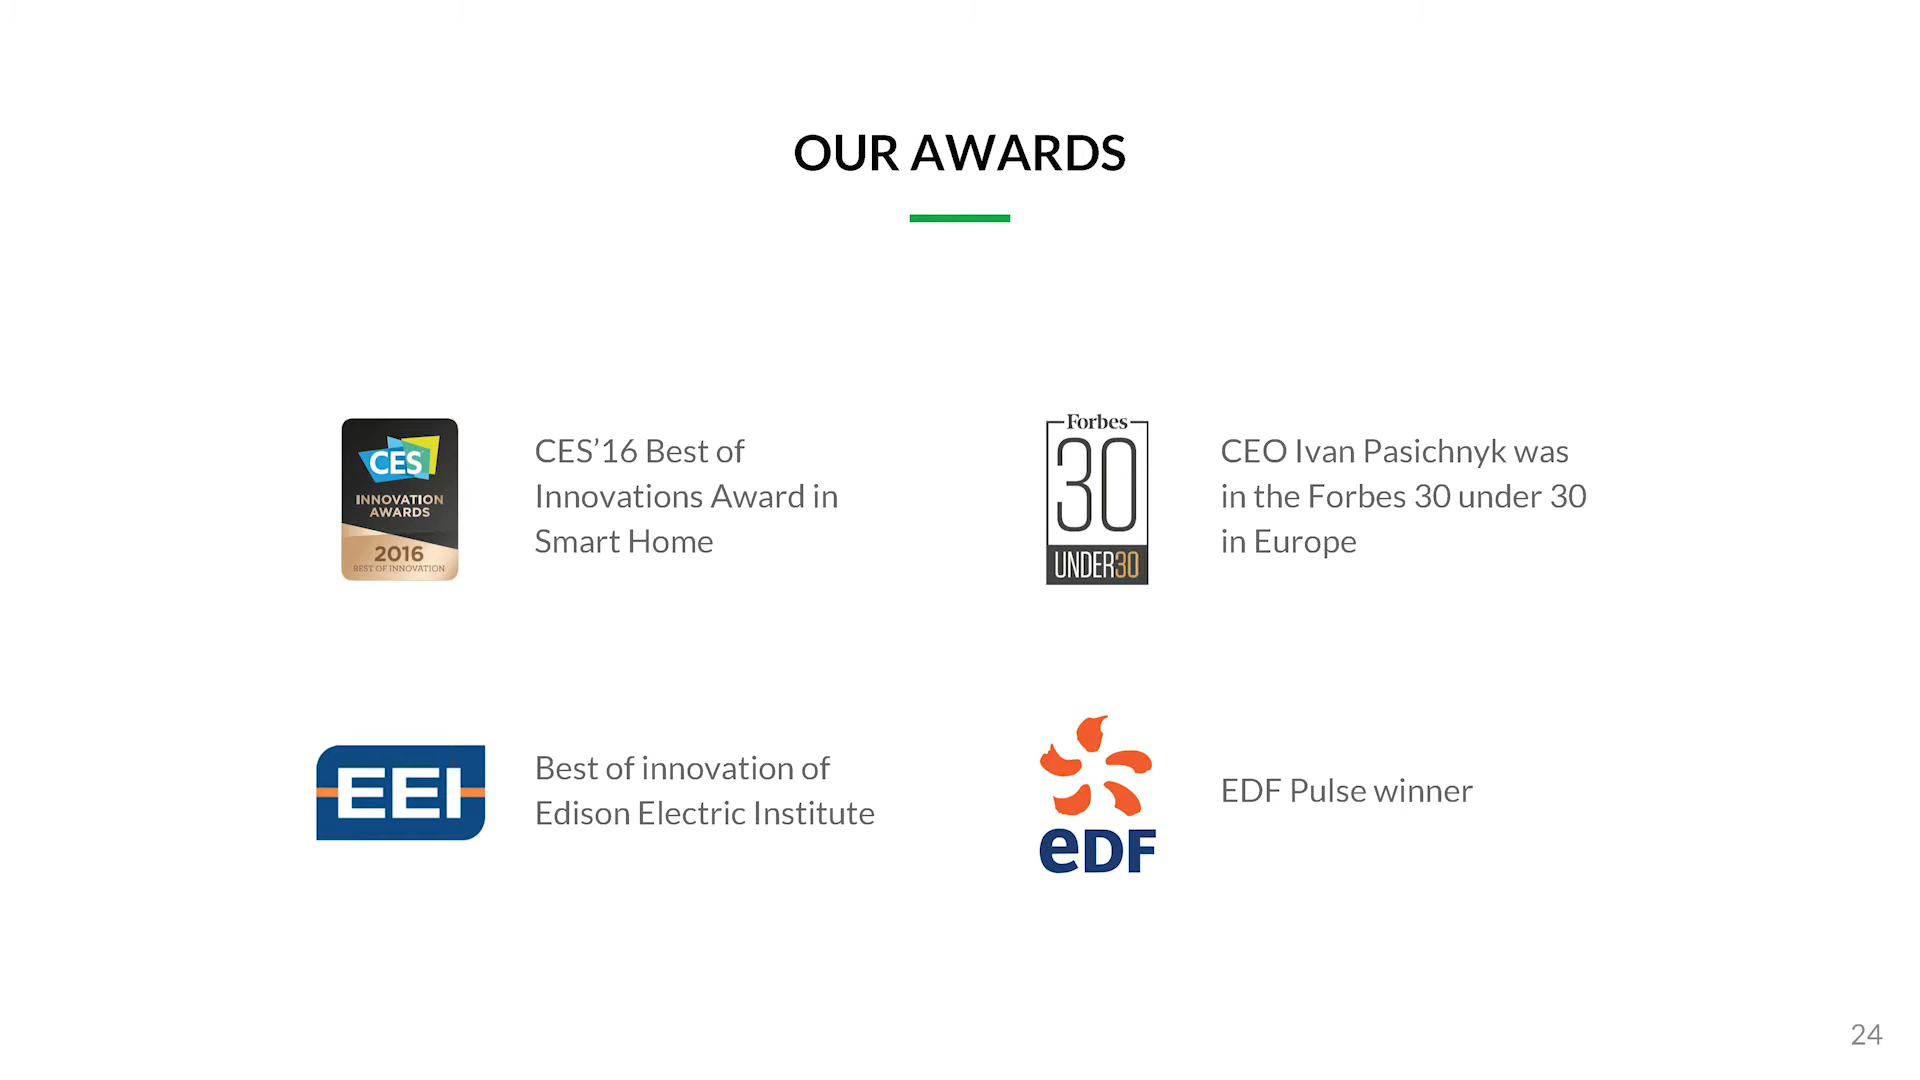 OUR AWARDS
CES
INNOVATION
AWARDS
2016
BEST OF INNOVATION
CES’16 Best of
Innovations Award in
Smart Home
Forbes
30
UNDER30
CEO Ivan Pasichnyk was
in the Forbes 30 under 30
in Europe
EEI
Best of innovation of
Edison Electric Institute
eDF
EDF Pulse winner
24